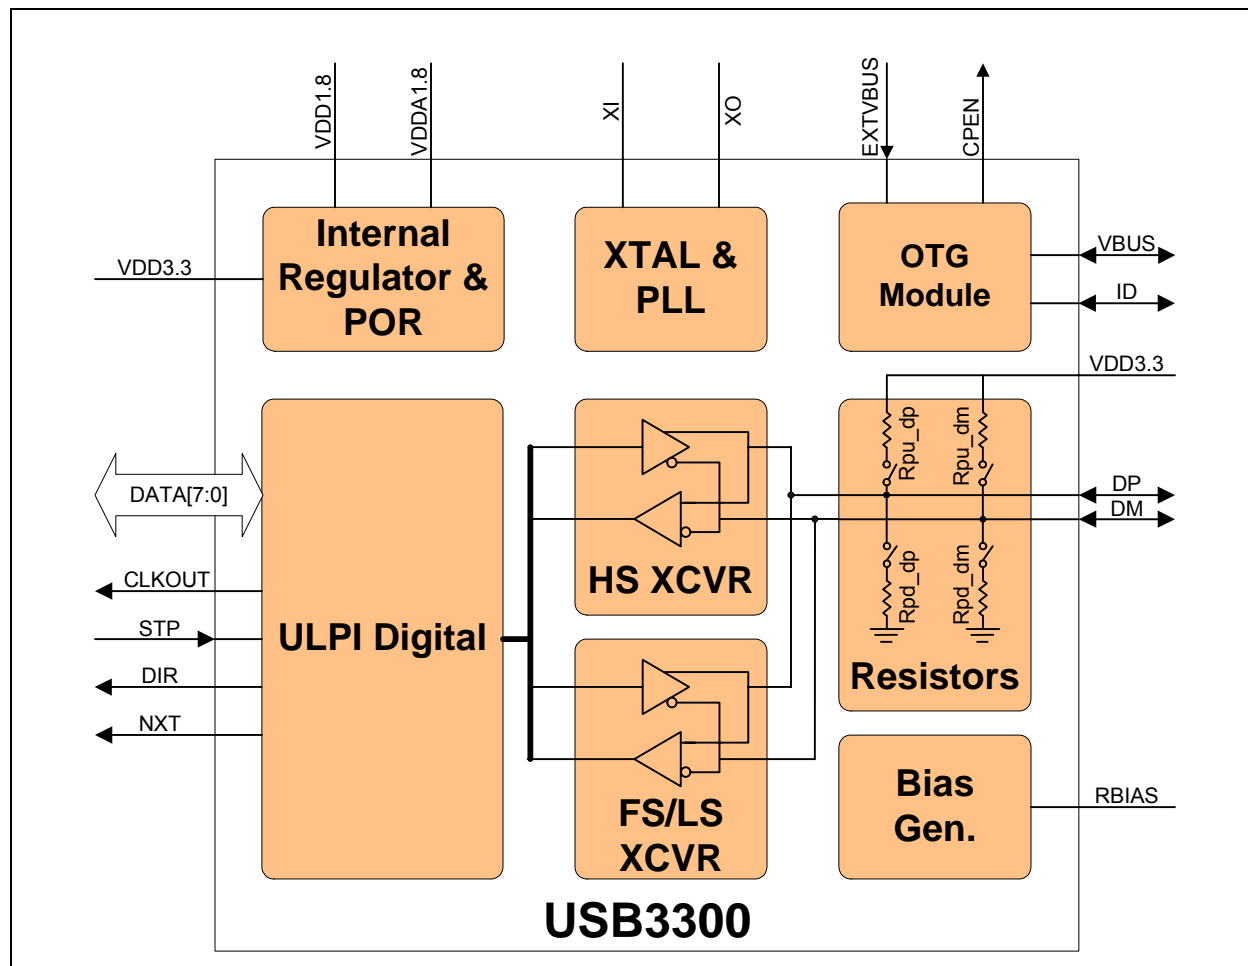 VDD1.8
VDDA1.8
XI
XO
EXTVBUS
CPEN
Internal
Regulator &
POR
XTAL &
PLL
OTG
Module
VDD3.3
VBUS
ID
VDD3.3
Rpu_dp
Rpu_dm
DATA[7:0]
DP
DM
HS XCVR
Rpd_dp
Rpd_dm
CLKOUT
STP
DIR
NXT
ULPI Digital
Resistors
FS/LS
XCVR
Bias
Gen.
RBIAS
USB3300